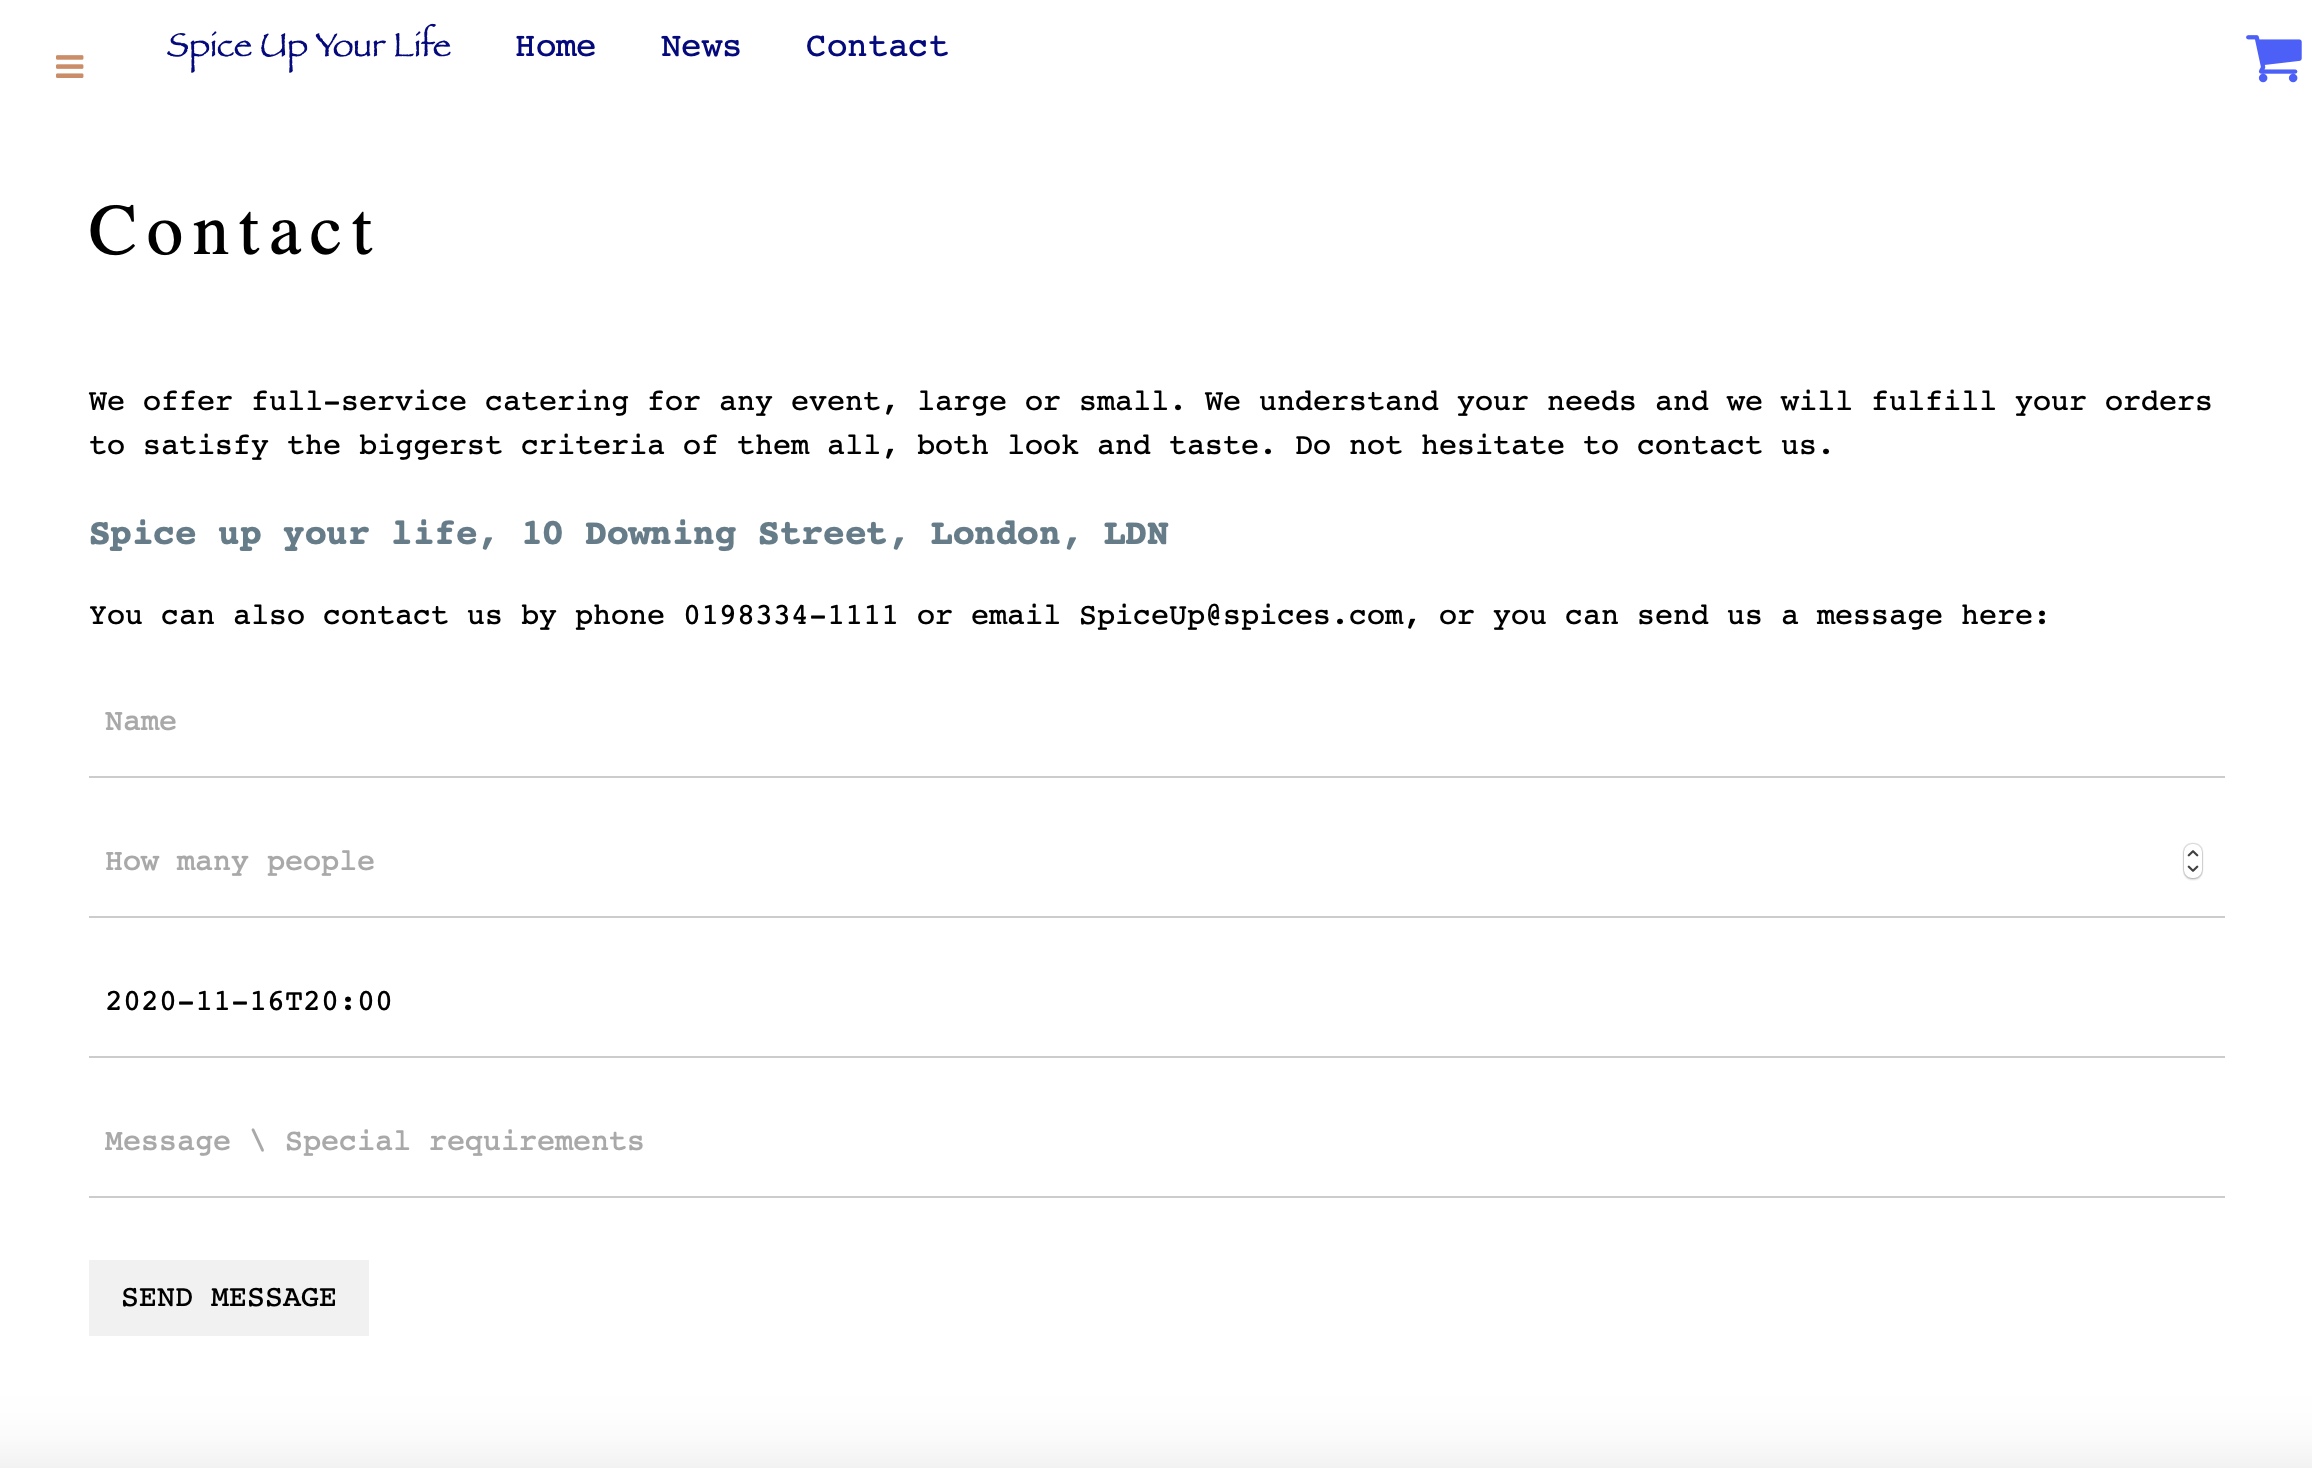 Spice Up Your Life Home News Contact
Contact
We offer full-service catering for any event, large or small. We understand your needs and we will fulfill your orders
to satisfy the biggerst criteria of them all, both look and taste. Do not hesitate to contact us.
Spice up your life, 10 Downing Street, London, LDN
You can also contact us by phone 0198334-1111 or email SpiceUp@spices.com, or you can send us a message here:
Name
How many people
2020-11-16T20:00
Message \ Special requirements
SEND MESSAGE